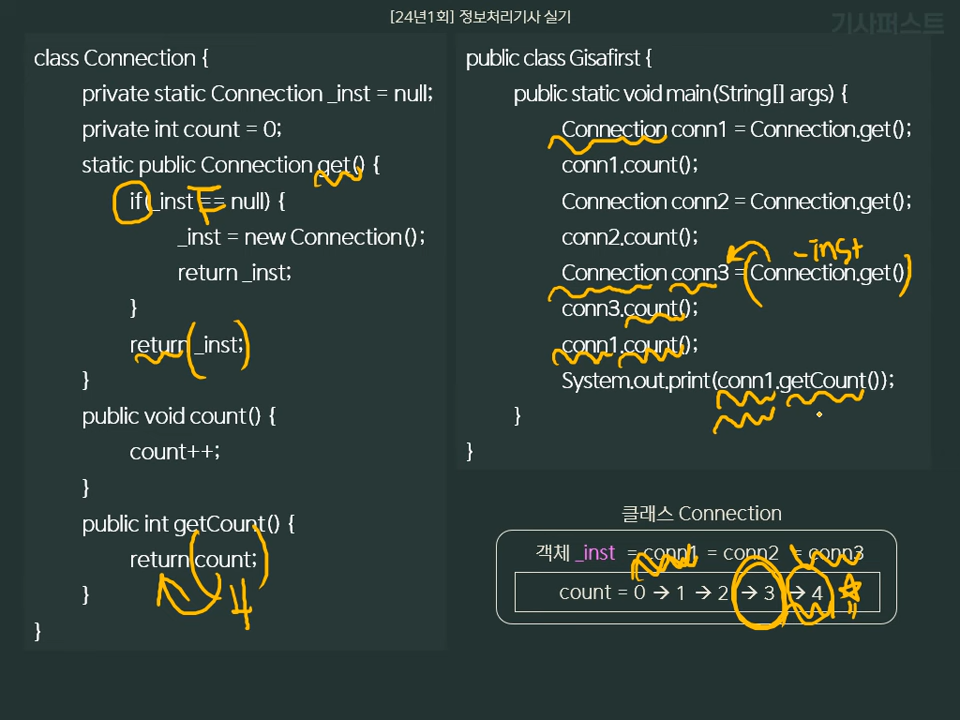 [24년1회] 정보처리기사 실기
기사퍼스트
class Connection {
private static Connection _inst = null;
private int count = 0;
static public Connection get() {
if(_inst == null) {
F
_inst = new Connection();
return _inst;
}
return _inst;
}
public void count() {
count++;
}
public int getCount() {
return count;
4
}
}
public class Gisafirst {
public static void main(String[] args) {
Connection conn1 = Connection.get();
conn1.count();
Connection conn2 = Connection.get();
conn2.count();
_inst
Connection conn3 = Connection.get()
conn3.count();
conn1.count();
System.out.print(conn1.getCount());
}
}
클래스 Connection
객체 _inst = conn1 = conn2 = conn3
count = 0 → 1 → 2 → 3 → 4